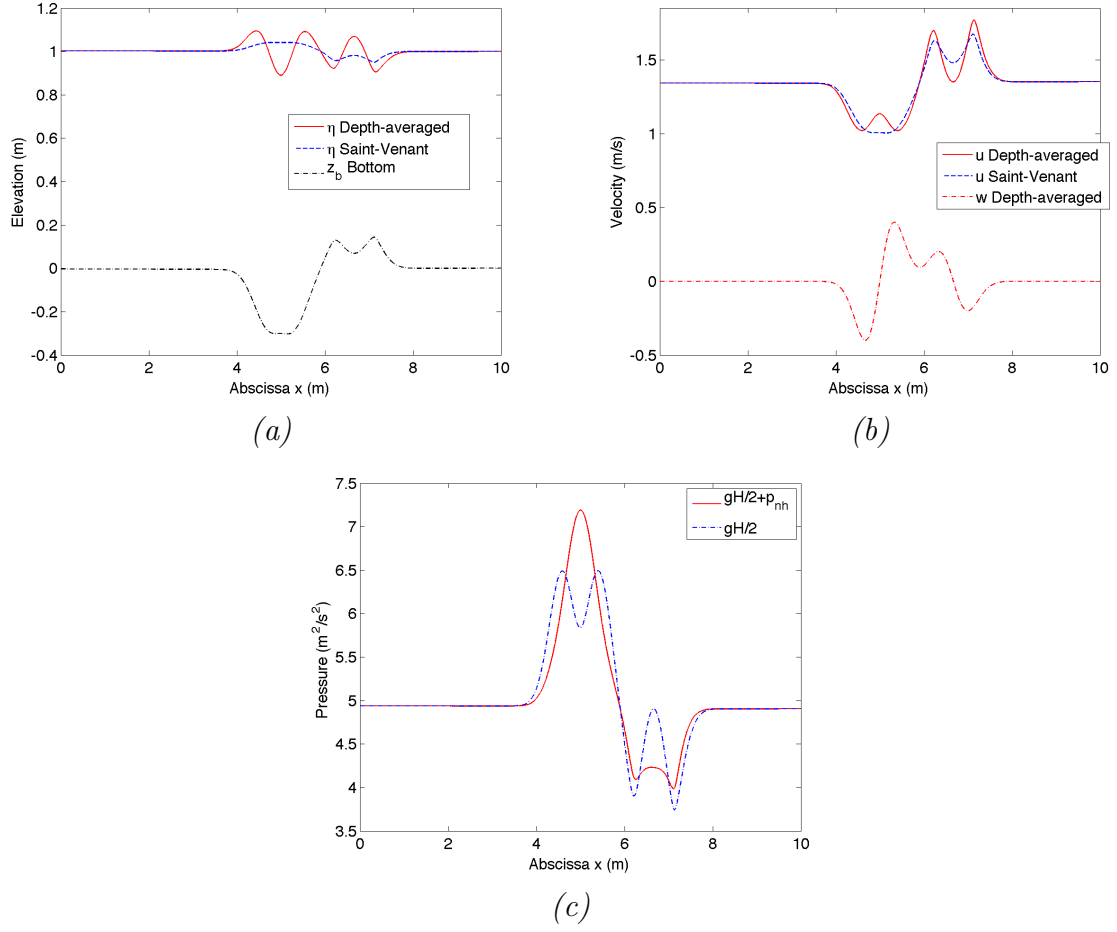 1.2
1
0.8
0.6
0.4
0.2
0
-0.2
-0.4
Elevation (m)
η Depth-averaged
η Saint-Venant
z_b Bottom
0 2 4 6 8 10
Abscissa x (m)
(a)
1.5
1
0.5
0
-0.5
Velocity (m/s)
u Depth-averaged
u Saint-Venant
w Depth-averaged
0 2 4 6 8 10
Abscissa x (m)
(b)
7.5
7
6.5
6
5.5
5
4.5
4
3.5
Pressure (m²/s²)
gH/2+p_nh
gH/2
0 2 4 6 8 10
Abscissa x (m)
(c)